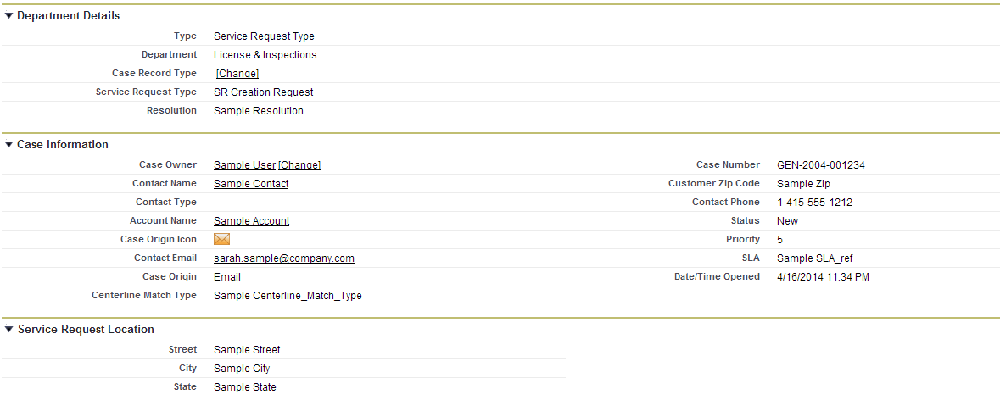 Department Details
Type Service Request Type
Department License & Inspections
Case Record Type [Change]
Service Request Type SR Creation Request
Resolution Sample Resolution
Case Information
Case Owner Sample User [Change] Case Number GEN-2004-001234
Contact Name Sample Contact Customer Zip Code Sample Zip
Contact Type Contact Phone 1-415-555-1212
Account Name Sample Account Status New
Case Origin Icon Priority 5
Contact Email sarah.sample@company.com SLA Sample SLA_ref
Case Origin Email Date/Time Opened 4/16/2014 11:34 PM
Centerline Match Type Sample Centerline_Match_Type
Service Request Location
Street Sample Street
City Sample City
State Sample State